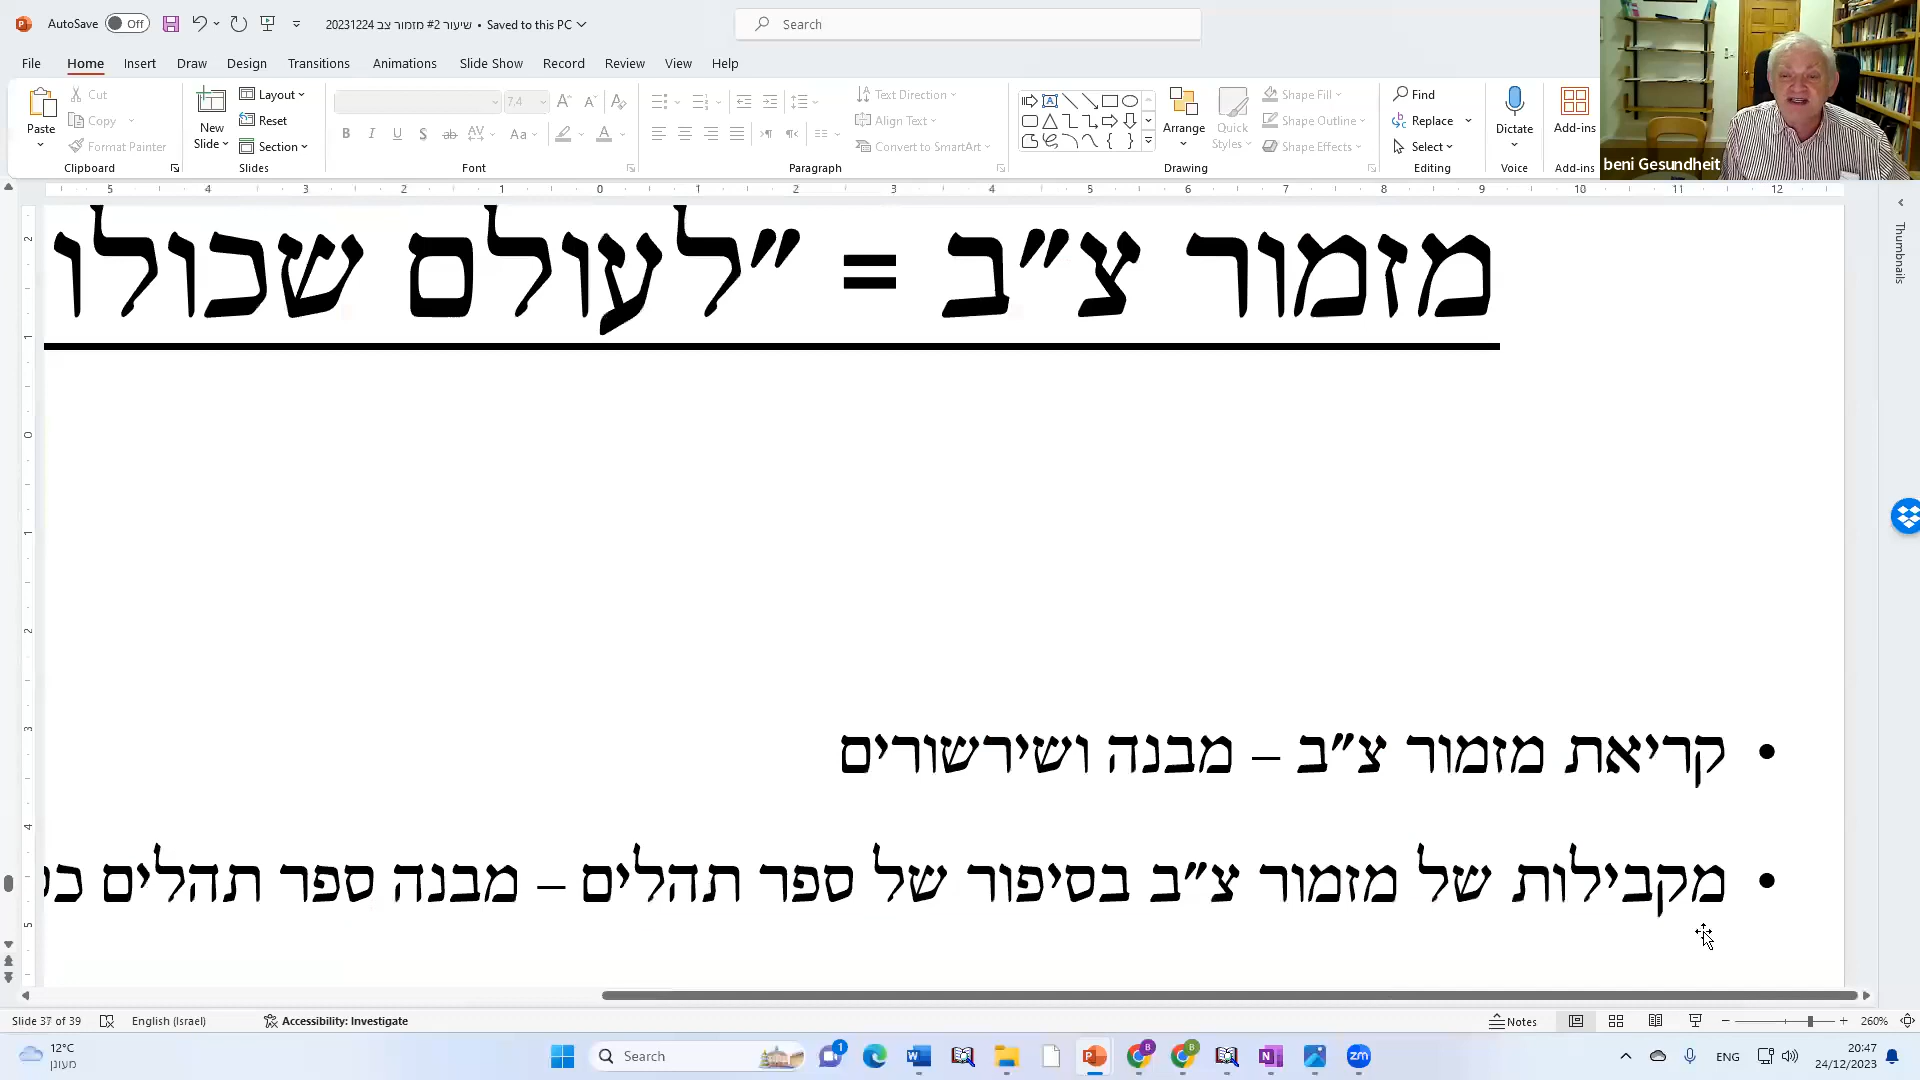 AutoSave Off
20231224 שיעור #2 מזמור צב • Saved to this PC
Search
File Home Insert Draw Design Transitions Animations Slide Show Record Review View Help
Paste
Cut
Copy
Format Painter
Clipboard
New Slide
Layout
Reset
Section
Slides
7.4
Font
Text Direction
Align Text
Convert to SmartArt
Paragraph
Arrange
Quick Styles
Shape Fill
Shape Outline
Shape Effects
Drawing
Find
Replace
Select
Editing
Dictate
Voice
Add-ins
Add-ins
beni Gesundheit
Thumbnails
מזמור צ"ב = "לעולם שכולו
• קריאת מזמור צ"ב – מבנה ושירשורים
• מקבילות של מזמור צ"ב בסיפור של ספר תהלים – מבנה ספר תהלים
Slide 37 of 39 English (Israel) Accessibility: Investigate Notes 260%
12°C
מעונן
Search
ENG
20:47
24/12/2023